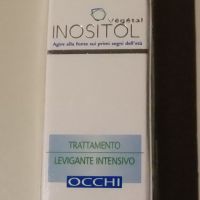 végétal
INOSITOL
Agire alla fonte sui primi segni dell'età
TRATTAMENTO
LEVIGANTE INTENSIVO
OCCHI